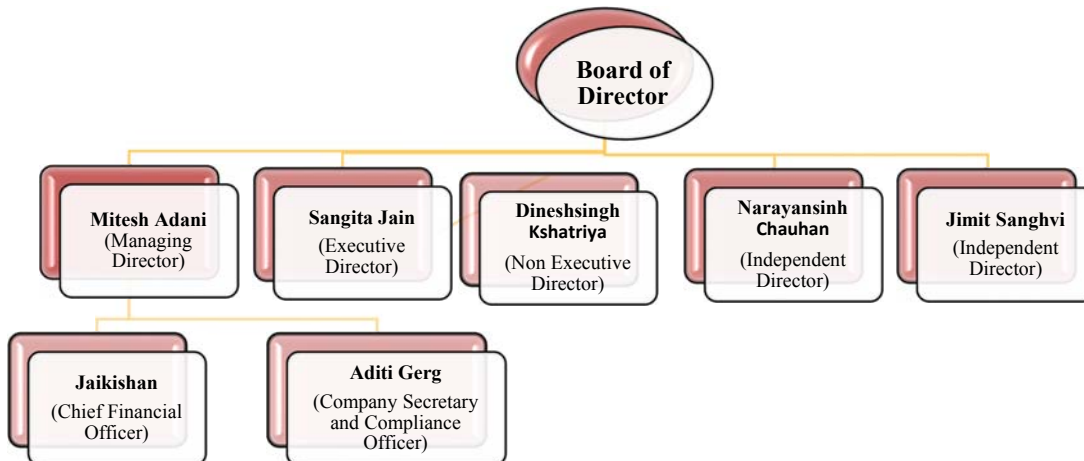 Board of
Director
Mitesh Adani
(Managing
Director)
Sangita Jain
(Executive
Director)
Dineshsingh
Kshatriya
(Non Executive
Director)
Narayansinh
Chauhan
(Independent
Director)
Jimit Sanghvi
(Independent
Director)
Jaikishan
(Chief Financial
Officer)
Aditi Gerg
(Company Secretary
and Compliance
Officer)